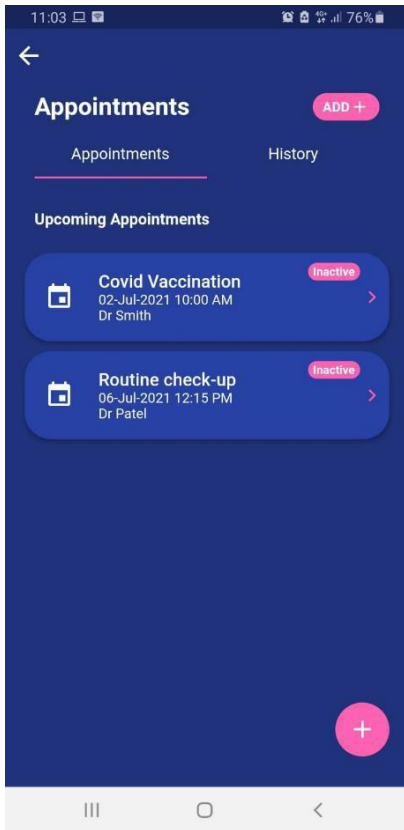 11:03
4G+ 76%
Appointments
ADD +
Appointments History
Upcoming Appointments
Inactive
Covid Vaccination
02-Jul-2021 10:00 AM
Dr Smith
Inactive
Routine check-up
06-Jul-2021 12:15 PM
Dr Patel
+